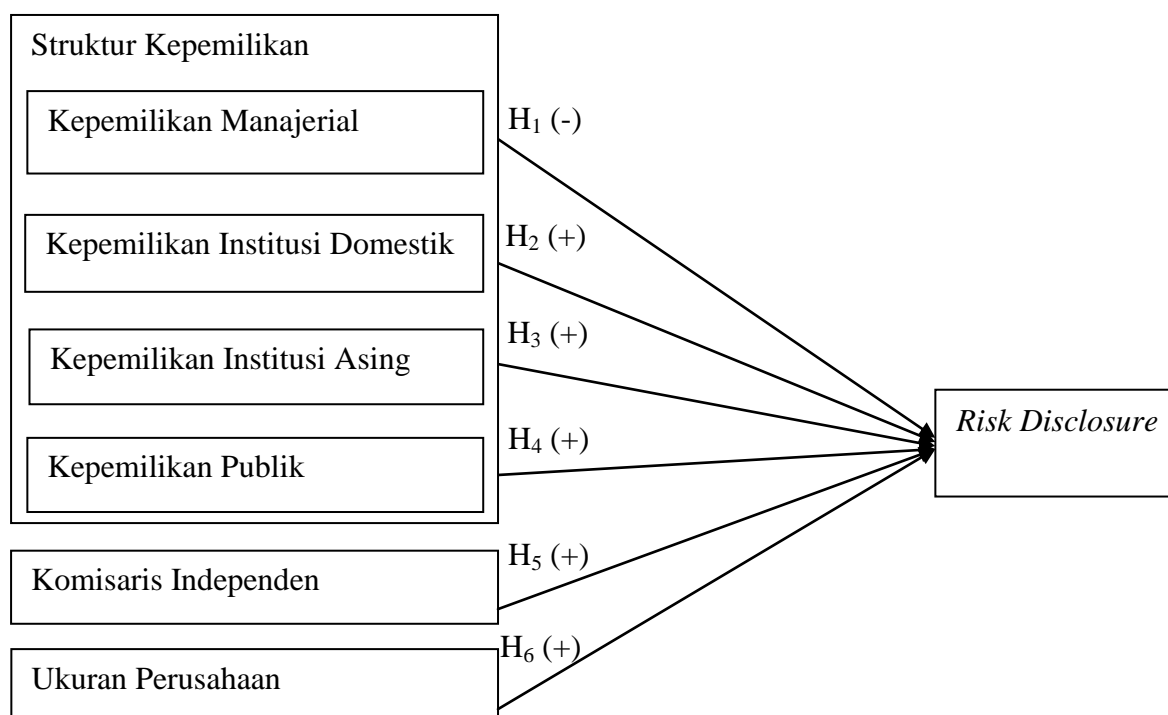 Struktur Kepemilikan
Kepemilikan Manajerial
H₁ (-)
Kepemilikan Institusi Domestik
H₂ (+)
Kepemilikan Institusi Asing
H₃ (+)
Risk Disclosure
Kepemilikan Publik
H₄ (+)
Komisaris Independen
H₅ (+)
Ukuran Perusahaan
H₆ (+)